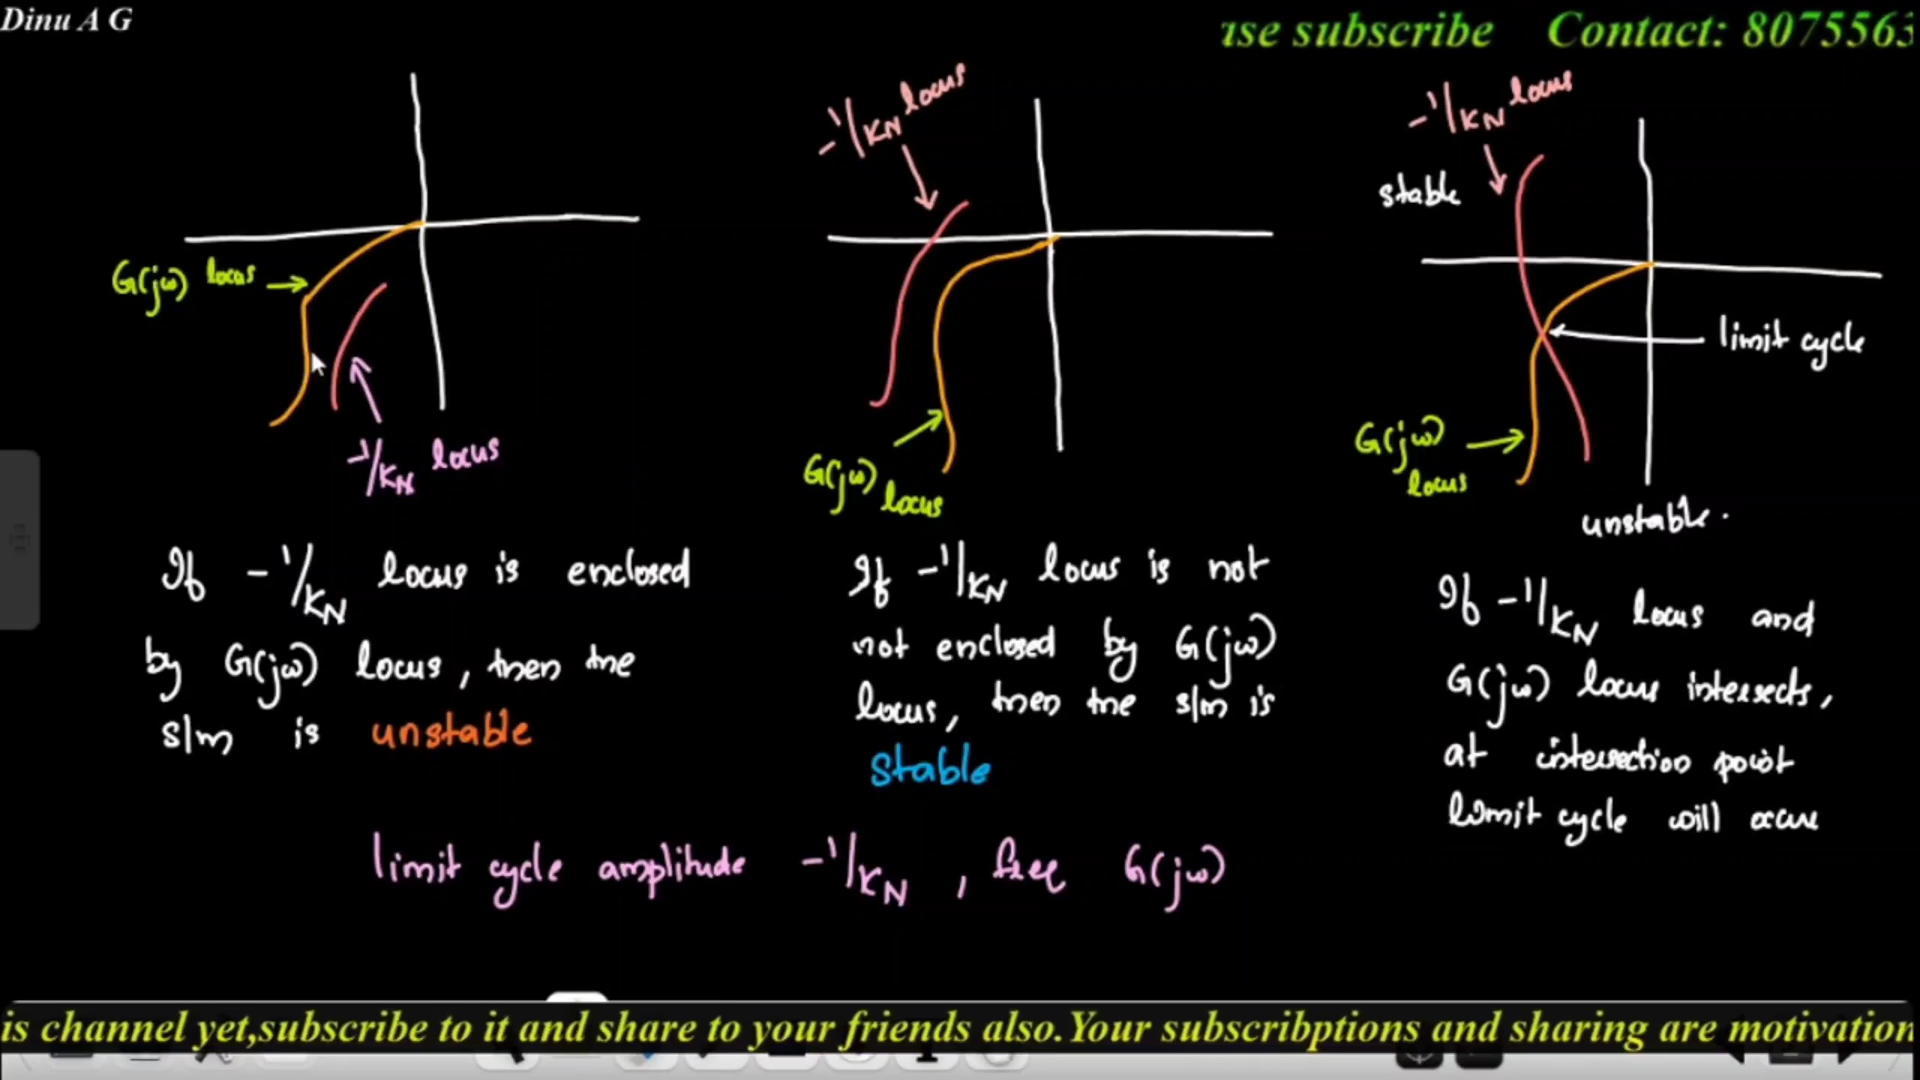 Dinu A G
ase subscribe Contact: 8075563
G(jω) locus
-1/KN locus
If -1/KN locus is enclosed
by G(jω) locus, then the
s/m is unstable
-1/KN locus
G(jω) locus
If -1/KN locus is not
not enclosed by G(jω)
locus, then the s/m is
stable
-1/KN locus
stable
limit cycle
G(jω)
locus
unstable.
If -1/KN locus and
G(jω) locus intersects,
at intersection point
limit cycle will occur
limit cycle amplitude -1/KN , freq G(jω)
is channel yet,subscribe to it and share to your friends also.Your subscribptions and sharing are motivation